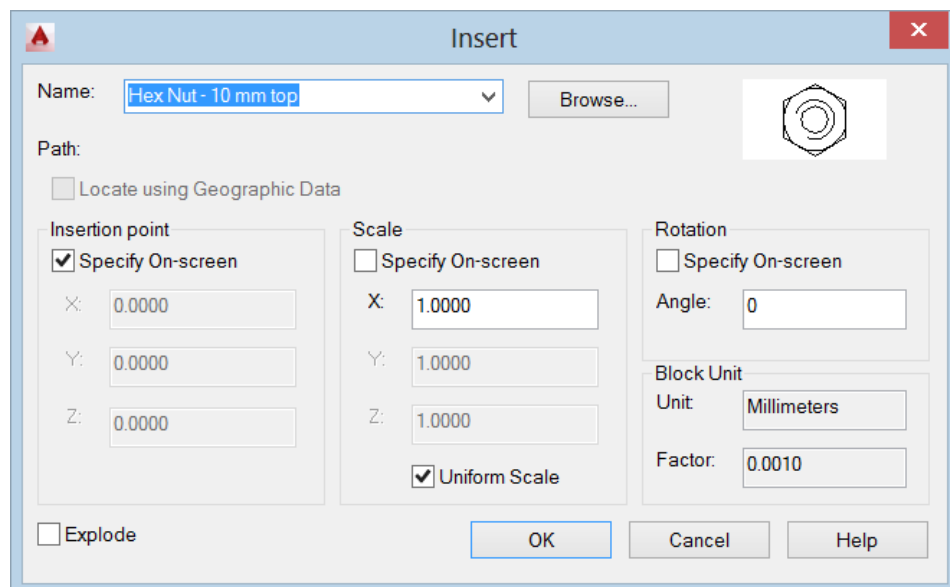 Insert
Name: Hex Nut - 10 mm top Browse...
Path:
Locate using Geographic Data
Insertion point
Specify On-screen
X: 0.0000
Y: 0.0000
Z: 0.0000
Scale
Specify On-screen
X: 1.0000
Y: 1.0000
Z: 1.0000
Uniform Scale
Rotation
Specify On-screen
Angle: 0
Block Unit
Unit: Millimeters
Factor: 0.0010
Explode
OK Cancel Help